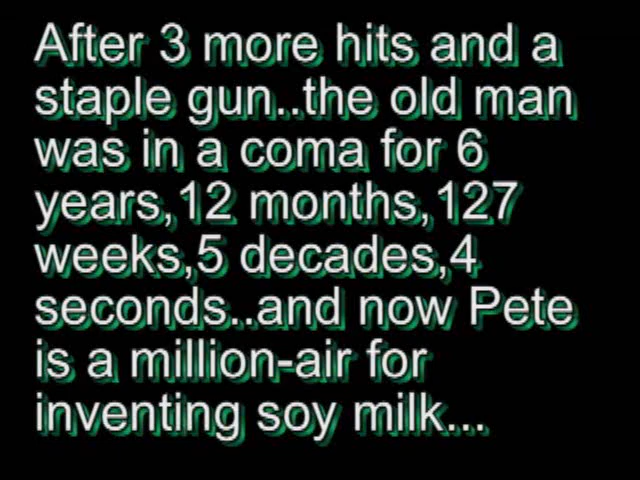 After 3 more hits and a
staple gun..the old man
was in a coma for 6
years,12 months,127
weeks,5 decades,4
seconds..and now Pete
is a million-air for
inventing soy milk...